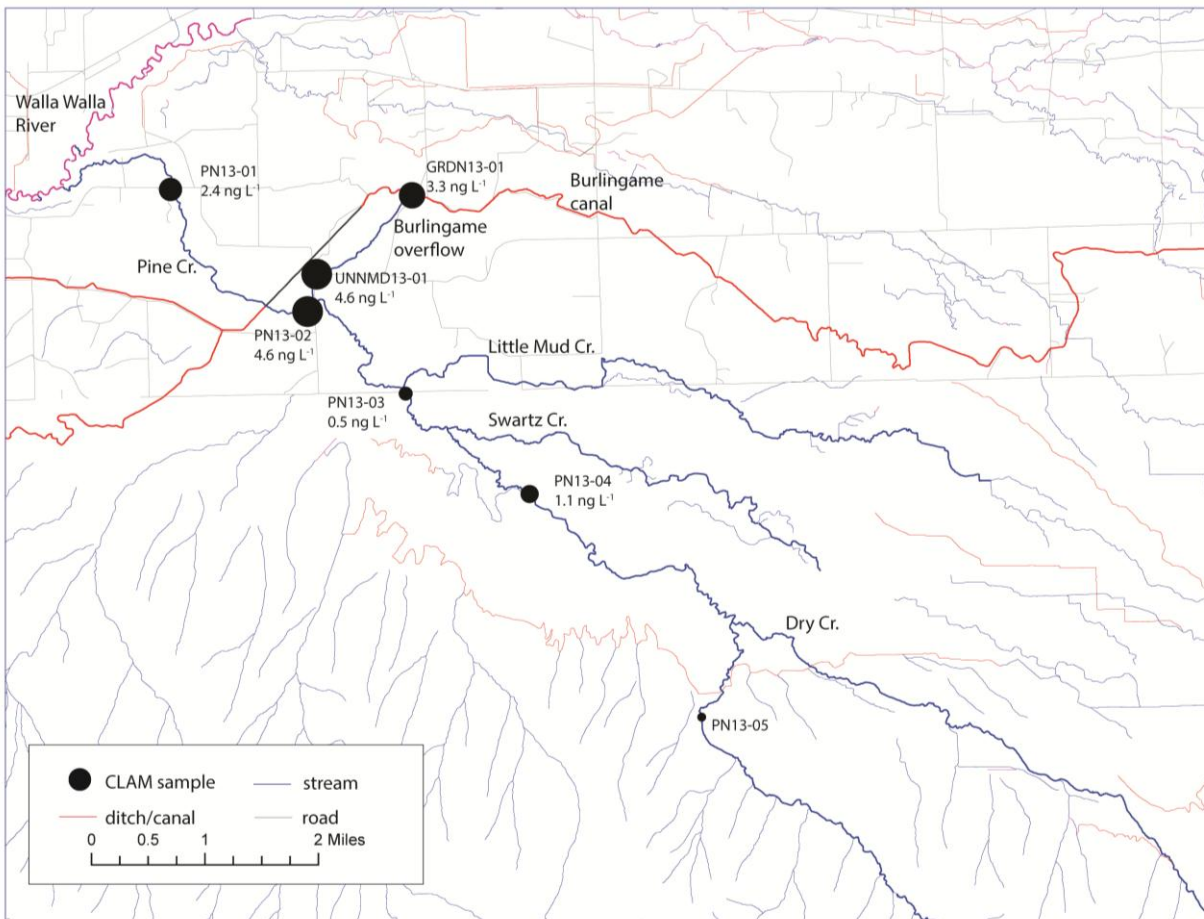 Walla Walla
River
PN13-01
2.4 ng L⁻¹
GRDN13-01
3.3 ng L⁻¹
Burlingame
canal
Burlingame
overflow
Pine Cr.
UNNMD13-01
4.6 ng L⁻¹
PN13-02
4.6 ng L⁻¹
Little Mud Cr.
PN13-03
0.5 ng L⁻¹
Swartz Cr.
PN13-04
1.1 ng L⁻¹
Dry Cr.
PN13-05
CLAM sample
stream
ditch/canal
road
0 0.5 1 2 Miles